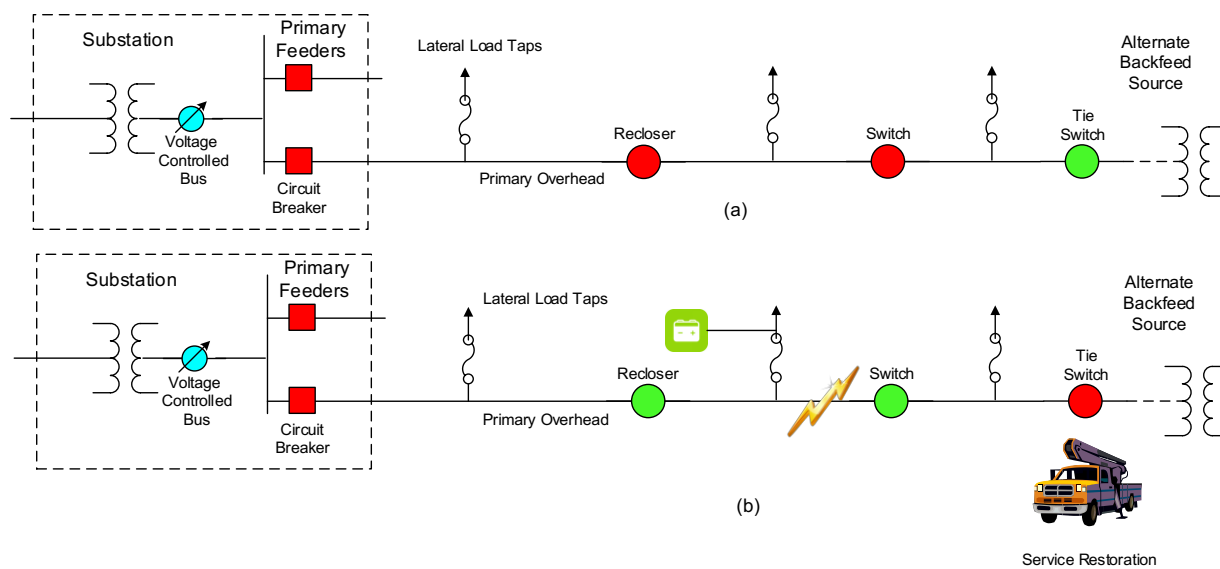 Substation
Primary
Feeders
Lateral Load Taps
Alternate
Backfeed
Source
Voltage
Controlled
Bus
Circuit
Breaker
Primary Overhead
Recloser
Switch
Tie
Switch
(a)
Substation
Primary
Feeders
Lateral Load Taps
Alternate
Backfeed
Source
Voltage
Controlled
Bus
Circuit
Breaker
Primary Overhead
Recloser
Switch
Tie
Switch
(b)
Service Restoration